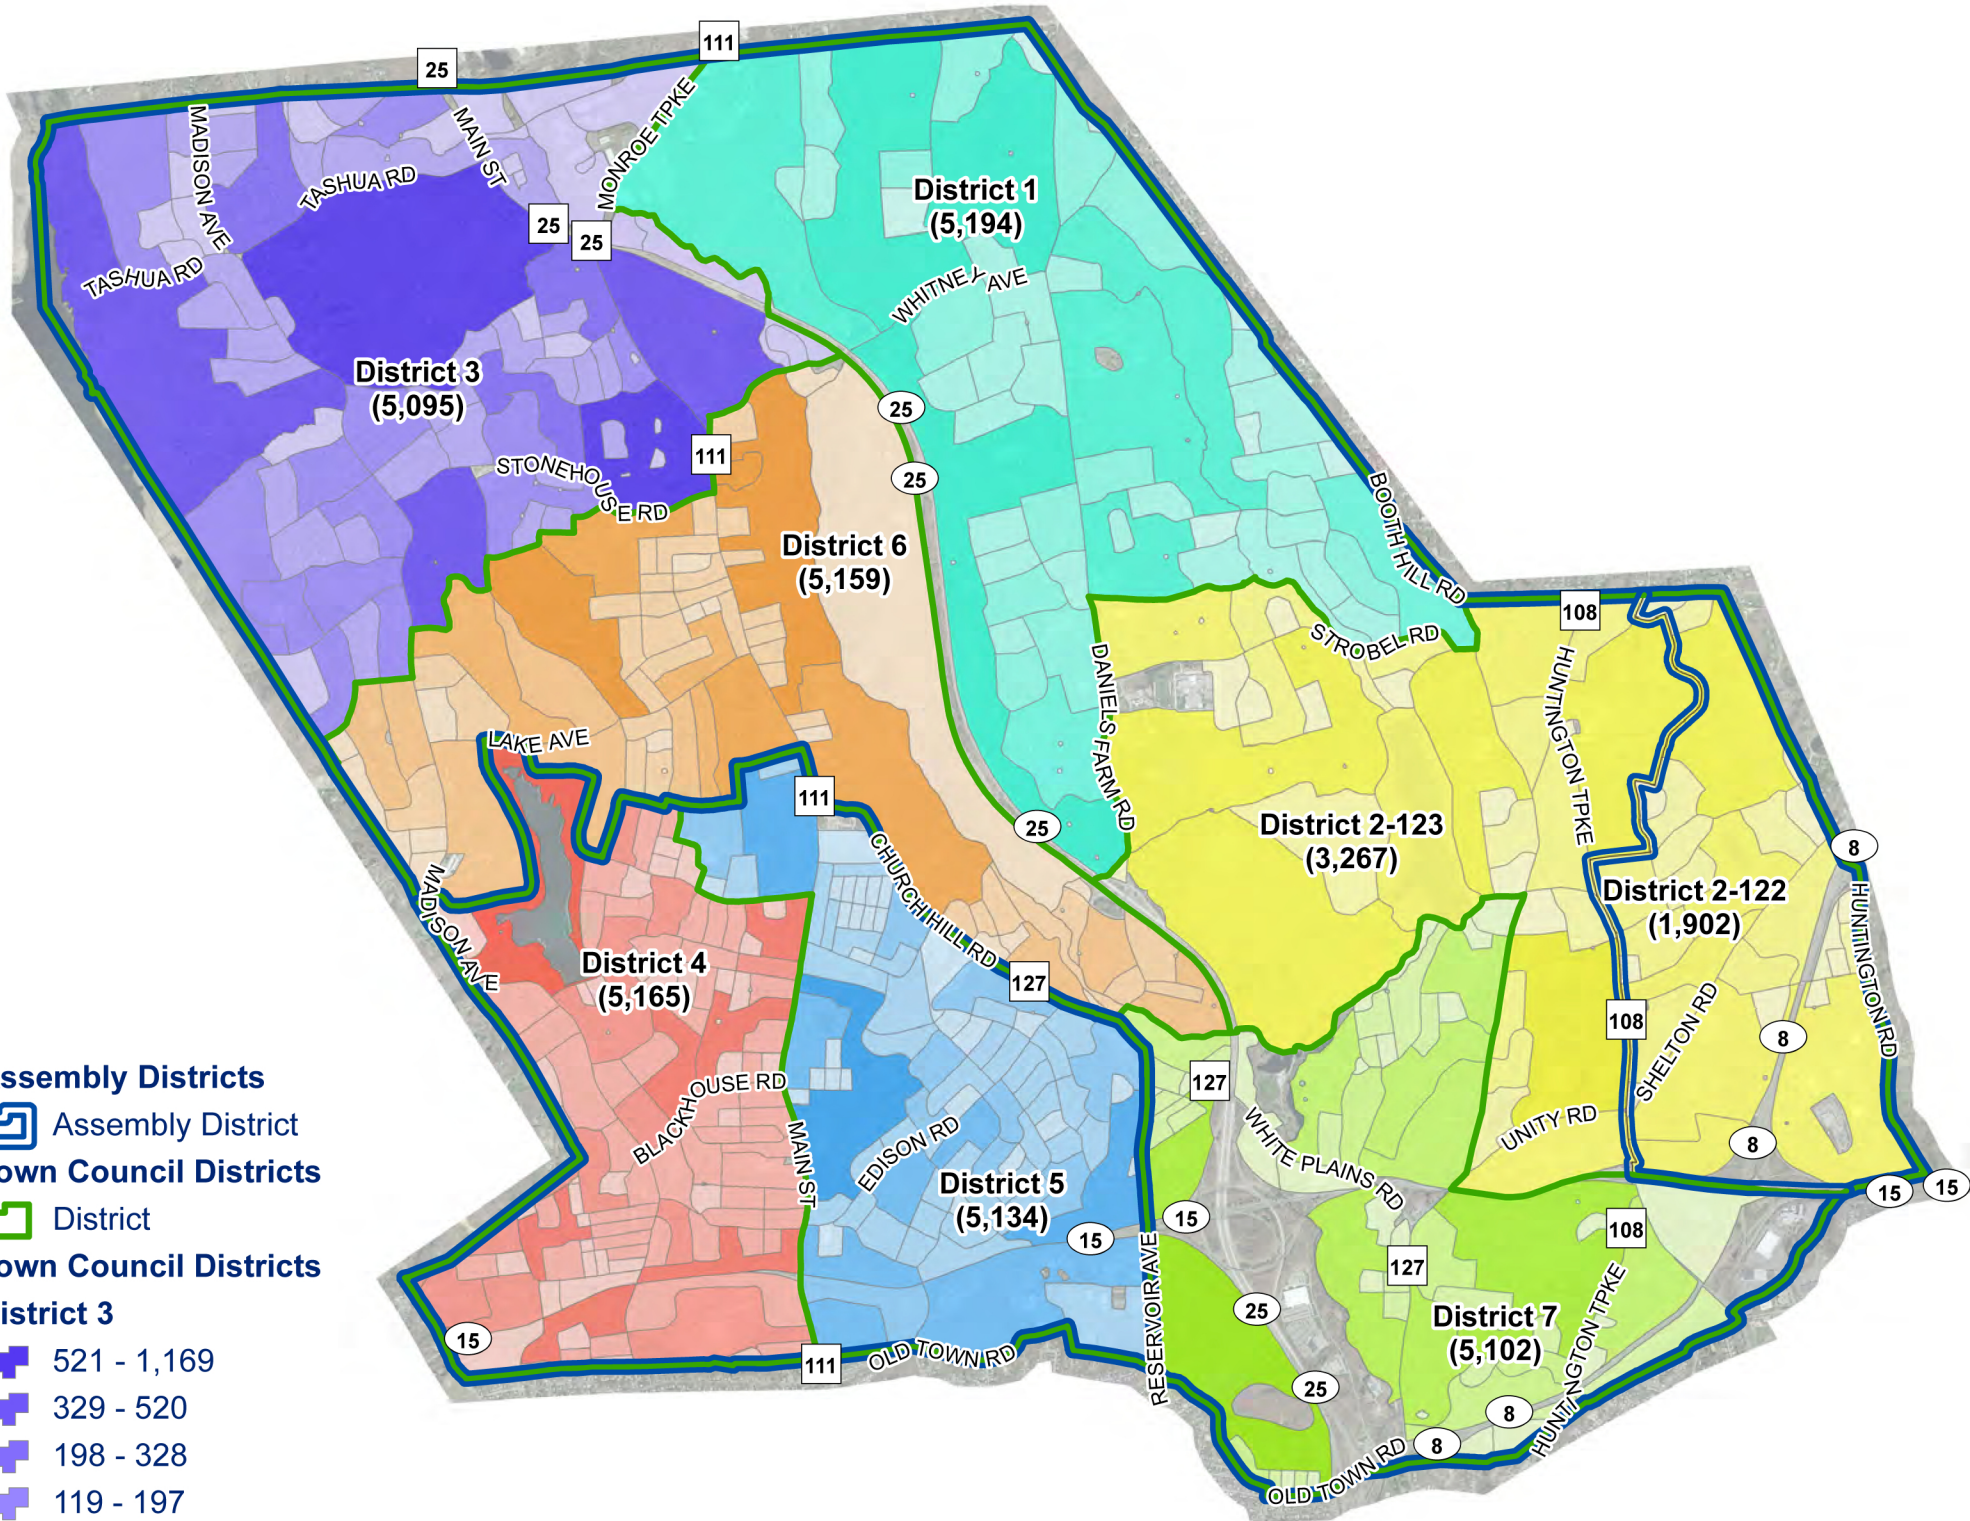 111
25
MADISON AVE
MAIN ST
MONROE TPKE
TASHUA RD
District 1
(5,194)
25
25
TASHUA RD
WHITNEY AVE
District 3
(5,095)
25
111
STONEHOUSE RD
25
BOOTH HILL RD
District 6
(5,159)
108
STROBEL RD
HUNTINGTON TPKE
DANIELS FARM RD
LAKE AVE
111
25
District 2-123
(3,267)
8
CHURCH HILL RD
MADISON AVE
District 2-122
(1,902)
HUNTINGTON RD
District 4
(5,165)
127
108
SHELTON RD
8
127
BLACKHOUSE RD
EDISON RD
MAIN ST
WHITE PLAINS RD
UNITY RD
8
District 5
(5,134)
15
15
15
15
108
RESERVOIR AVE
127
25
District 7
(5,102)
HUNTINGTON TPKE
15
111
OLD TOWN RD
25
8
8
OLD TOWN RD
ssembly Districts
Assembly District
own Council Districts
District
own Council Districts
istrict 3
521 - 1,169
329 - 520
198 - 328
119 - 197